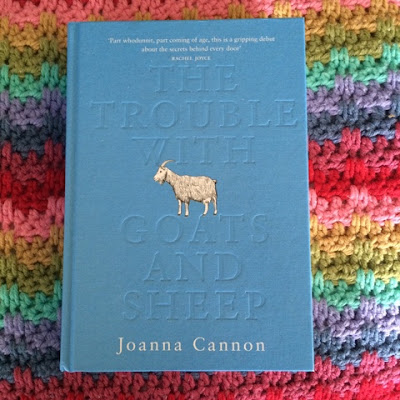 'Part whodunnit, part coming of age, this is a gripping debut
about the secrets behind every door'
RACHEL JOYCE
THE
TROUBLE
WITH
GOATS
AND
SHEEP
Joanna Cannon